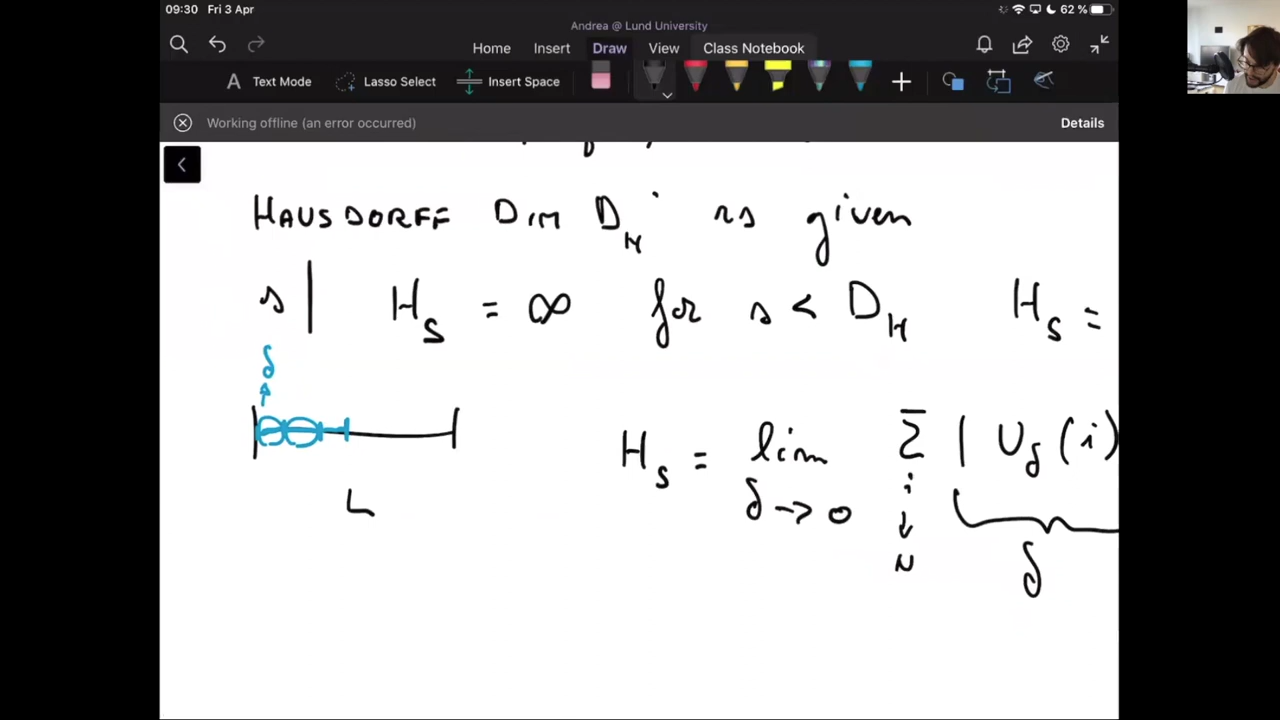 09:30 Fri 3 Apr 62 %
Andrea @ Lund University
Home Insert Draw View Class Notebook
Text Mode Lasso Select Insert Space
Working offline (an error occurred) Details
HAUSDORFF DIM D_H is given
s | H_s = ∞ for s < D_H H_s =
δ
H_s = lim δ -> 0 Σ i N | U_δ (i)
L
δ